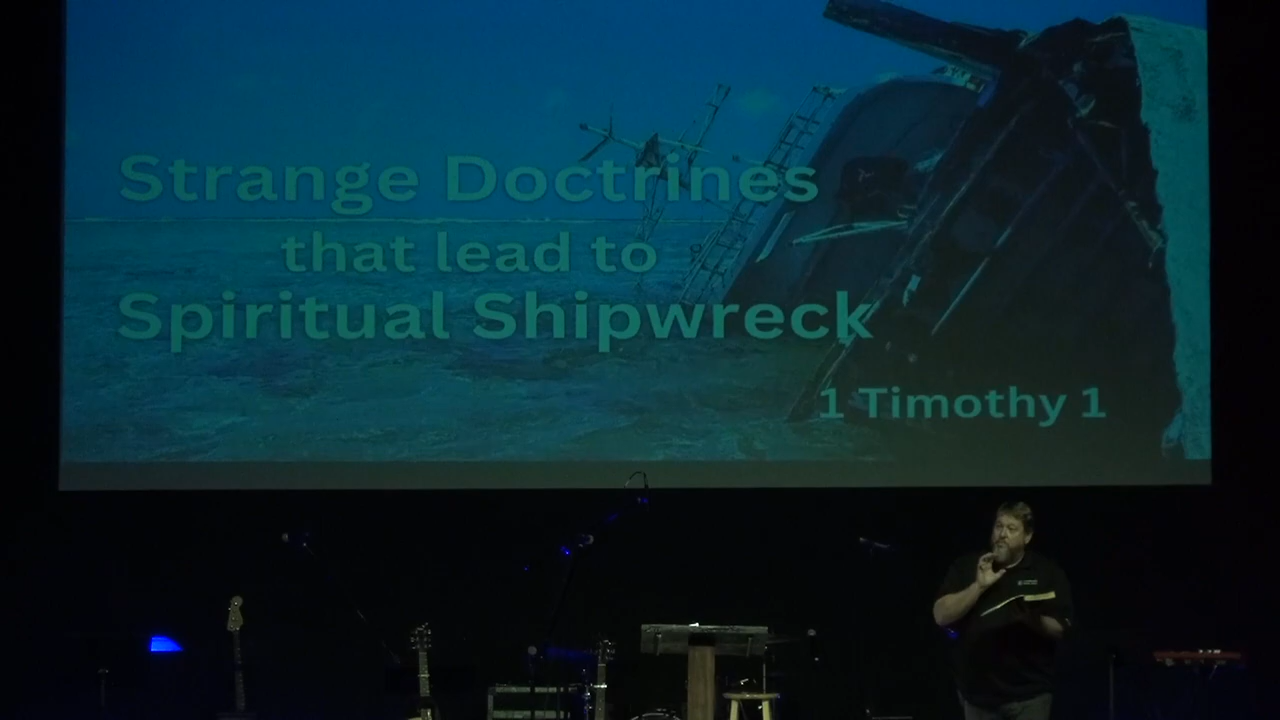 Strange Doctrines
that lead to
Spiritual Shipwreck
1 Timothy 1